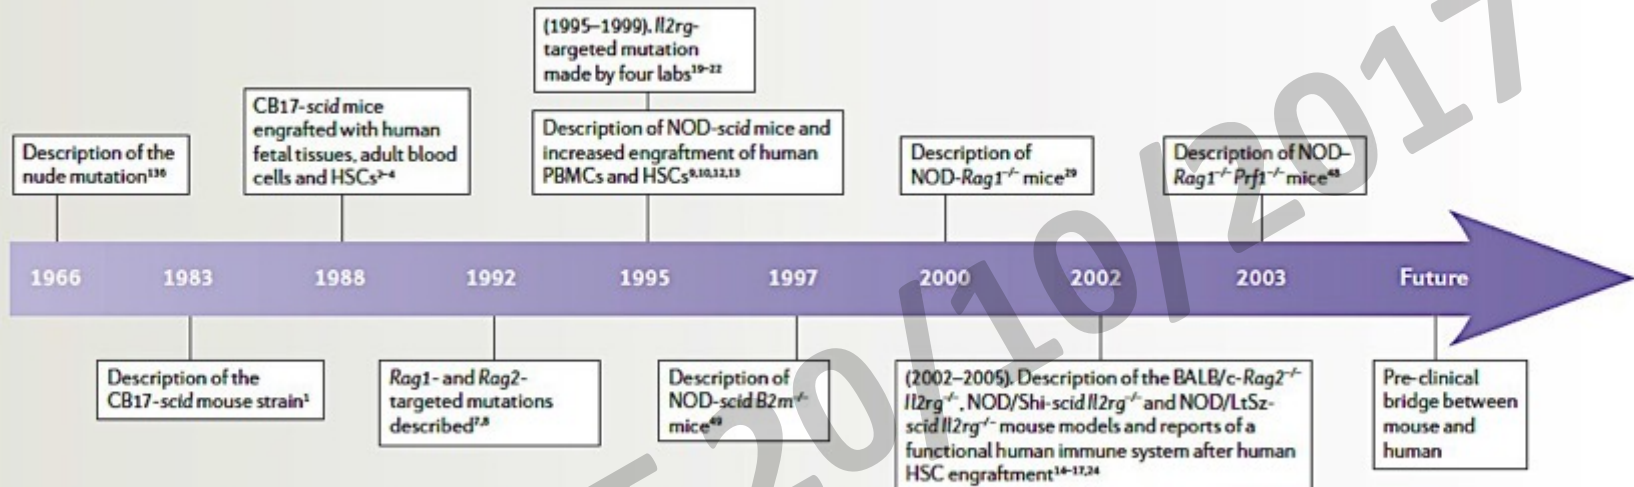 (1995–1999). Il2rg-
targeted mutation
made by four labs¹⁹⁻²²
CB17-scid mice
engrafted with human
fetal tissues, adult blood
cells and HSCs²⁻⁴
Description of NOD-scid mice and
increased engraftment of human
PBMCs and HSCs⁹,¹⁰,¹²,¹³
Description of the
nude mutation¹³⁶
Description of
NOD-Rag1⁻/⁻ mice²⁹
Description of NOD–
Rag1⁻/⁻Prf1⁻/⁻ mice⁴⁸
1966 1983 1988 1992 1995 1997 2000 2002 2003 Future
Description of the
CB17-scid mouse strain¹
Rag1- and Rag2-
targeted mutations
described⁷,⁸
Description of
NOD-scid B2m⁻/⁻
mice⁴⁹
(2002–2005). Description of the BALB/c-Rag2⁻/⁻
Il2rg⁻/⁻, NOD/Shi-scid Il2rg⁻/⁻ and NOD/LtSz-
scid Il2rg⁻/⁻ mouse models and reports of a
functional human immune system after human
HSC engraftment¹⁴⁻¹⁷,²⁴
Pre-clinical
bridge between
mouse and
human
20/10/2017